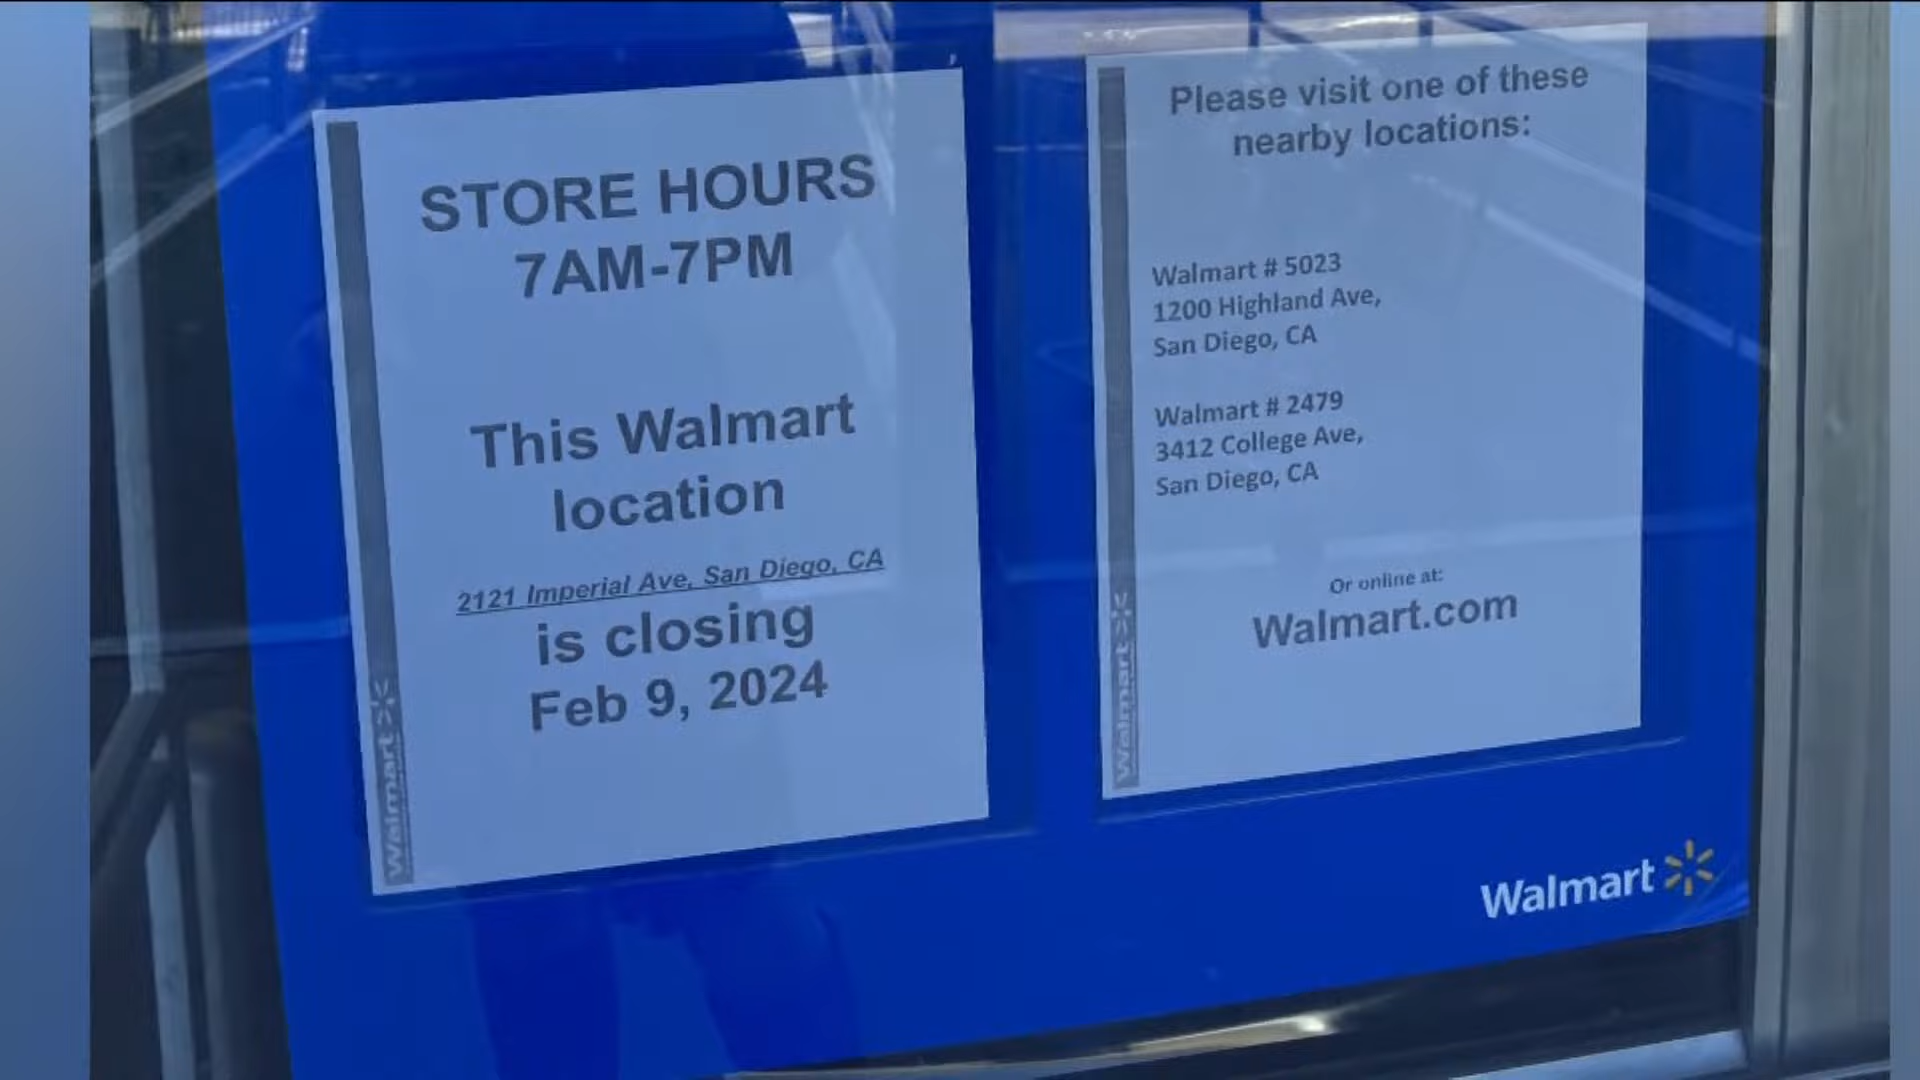 STORE HOURS
7AM-7PM
This Walmart
location
2121 Imperial Ave, San Diego, CA
is closing
Feb 9, 2024
Walmart
Please visit one of these
nearby locations:
Walmart # 5023
1200 Highland Ave,
San Diego, CA
Walmart # 2479
3412 College Ave,
San Diego, CA
Or online at:
Walmart.com
Walmart
Walmart